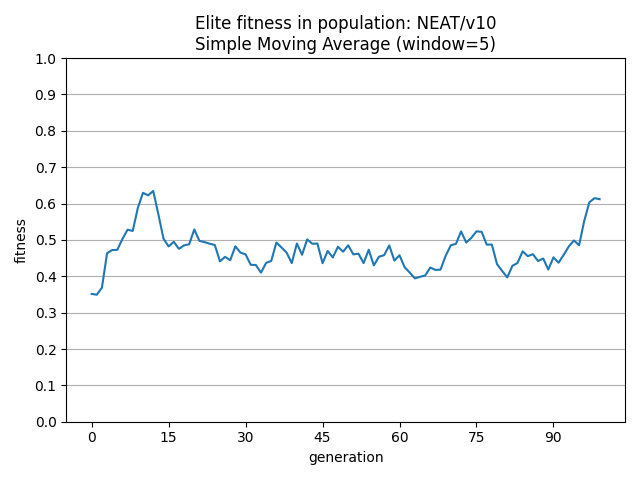 Elite fitness in population: NEAT/v10
Simple Moving Average (window=5)
1.0
0.9
0.8
0.7
0.6
0.5
0.4
0.3
0.2
0.1
0.0
fitness
0 15 30 45 60 75 90
generation